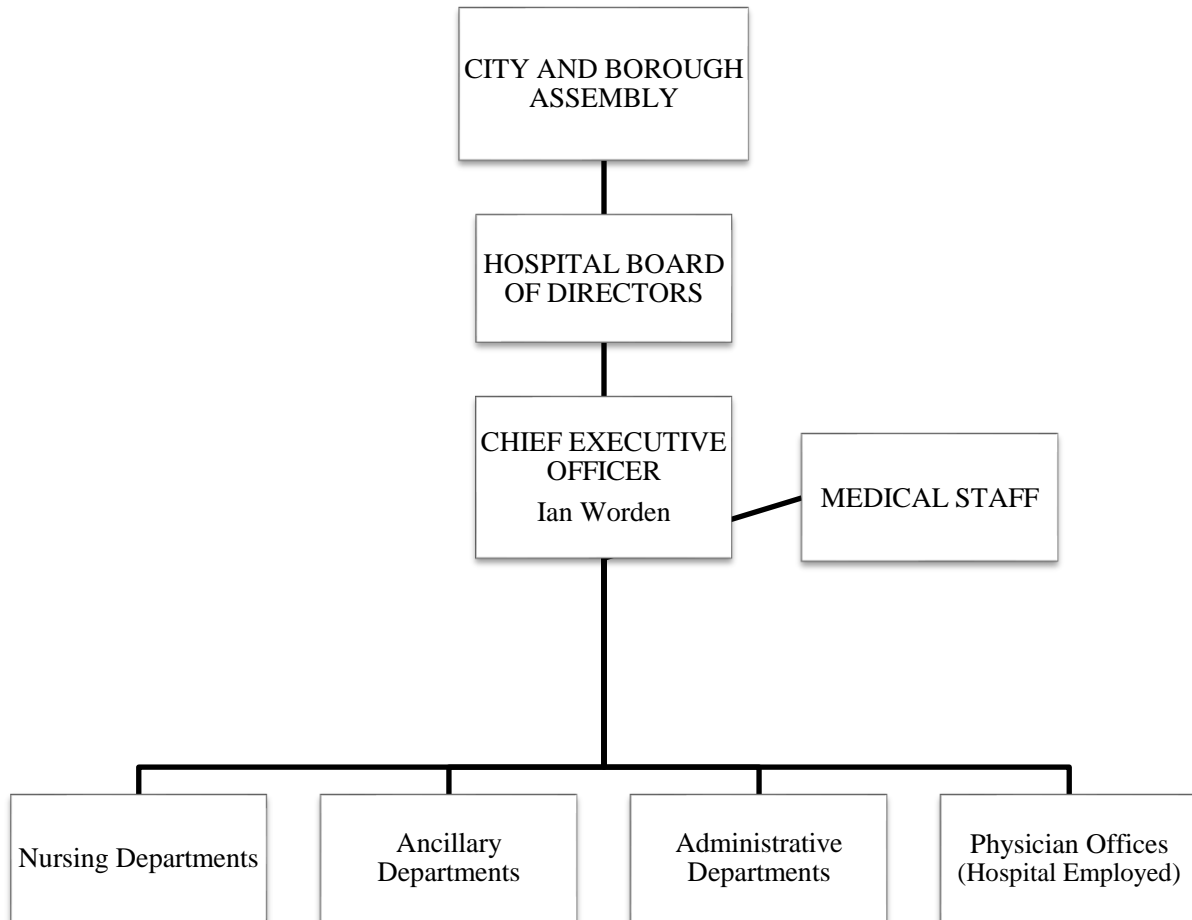 CITY AND BOROUGH
ASSEMBLY
HOSPITAL BOARD
OF DIRECTORS
CHIEF EXECUTIVE
OFFICER
Ian Worden
MEDICAL STAFF
Nursing Departments
Ancillary
Departments
Administrative
Departments
Physician Offices
(Hospital Employed)